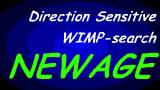 Direction Sensitive
WIMP-search
NEWAGE